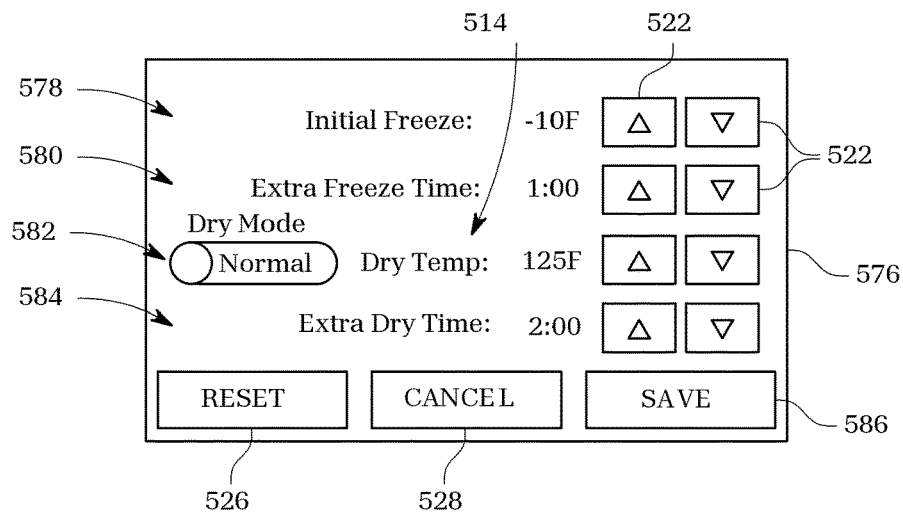 514 522
578 Initial Freeze: -10F
580 522
Extra Freeze Time: 1:00
Dry Mode
582 Normal Dry Temp: 125F
576
584 Extra Dry Time: 2:00
RESET CANCEL SAVE
586
526 528